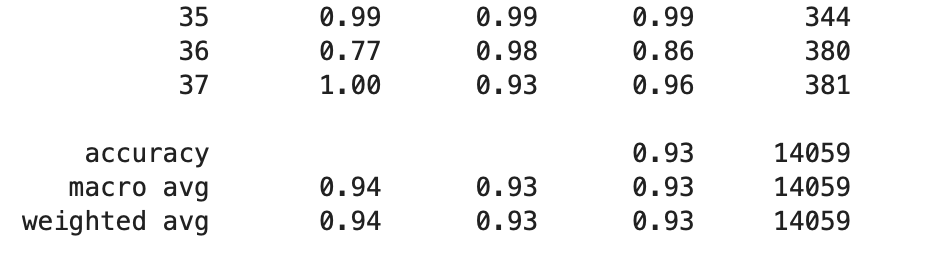 35 0.99 0.99 0.99 344
36 0.77 0.98 0.86 380
37 1.00 0.93 0.96 381
accuracy 0.93 14059
macro avg 0.94 0.93 0.93 14059
weighted avg 0.94 0.93 0.93 14059